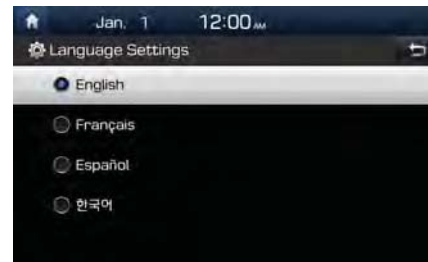 Jan. 1 12:00 AM
Language Settings
English
Français
Español
한국어